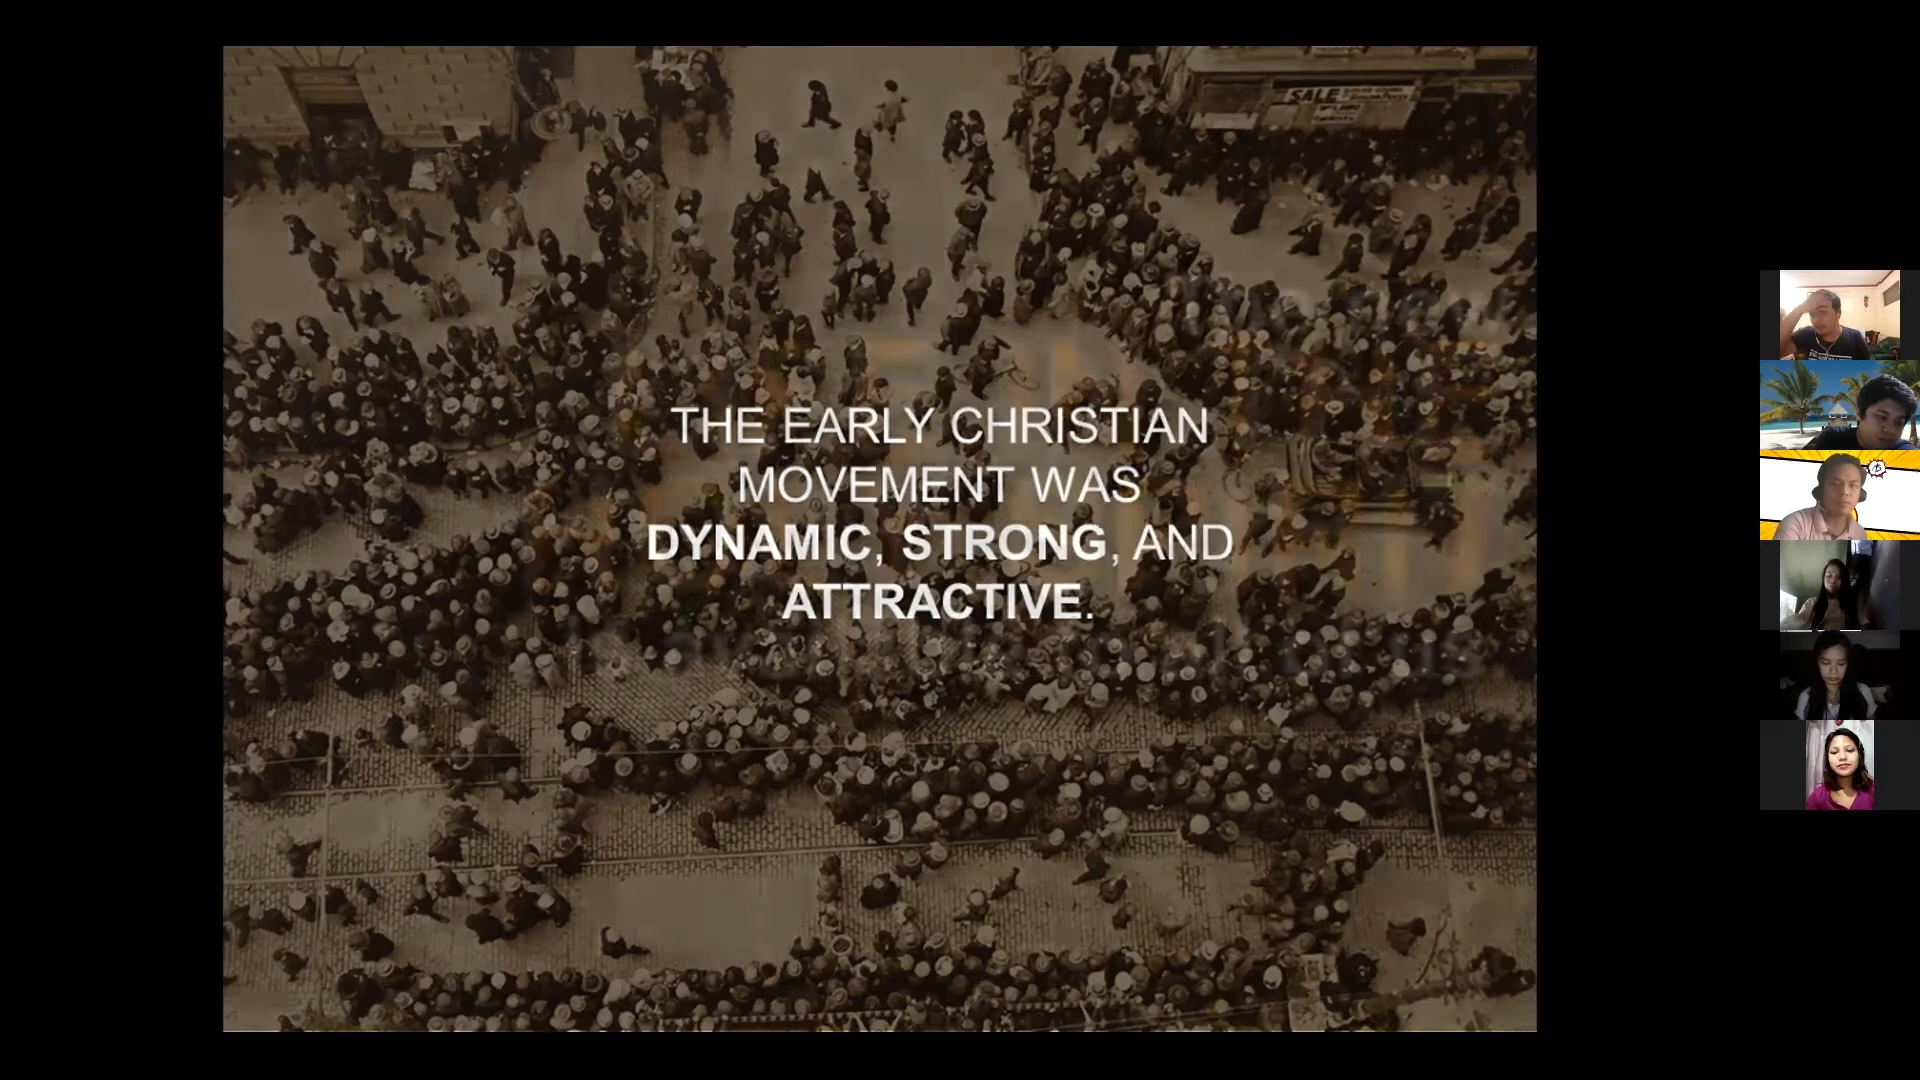 SALE
THE EARLY CHRISTIAN
MOVEMENT WAS
DYNAMIC, STRONG, AND
ATTRACTIVE.